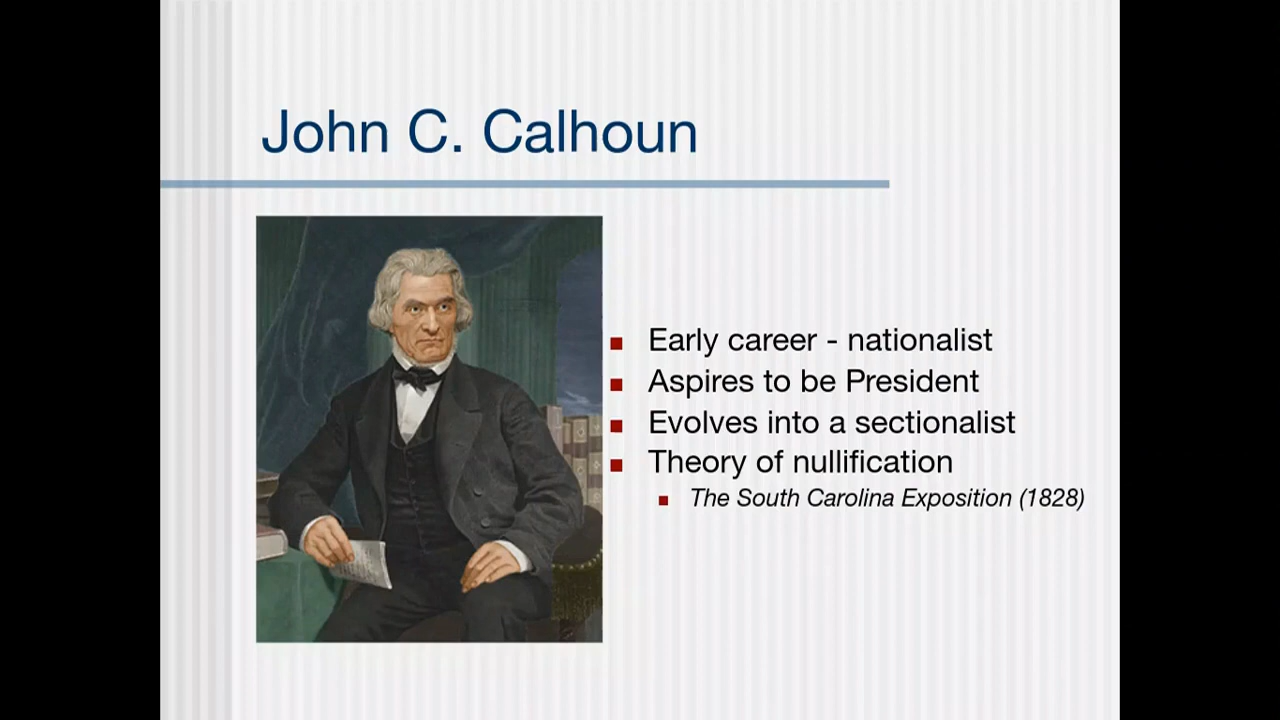 John C. Calhoun
Early career - nationalist
Aspires to be President
Evolves into a sectionalist
Theory of nullification
The South Carolina Exposition (1828)